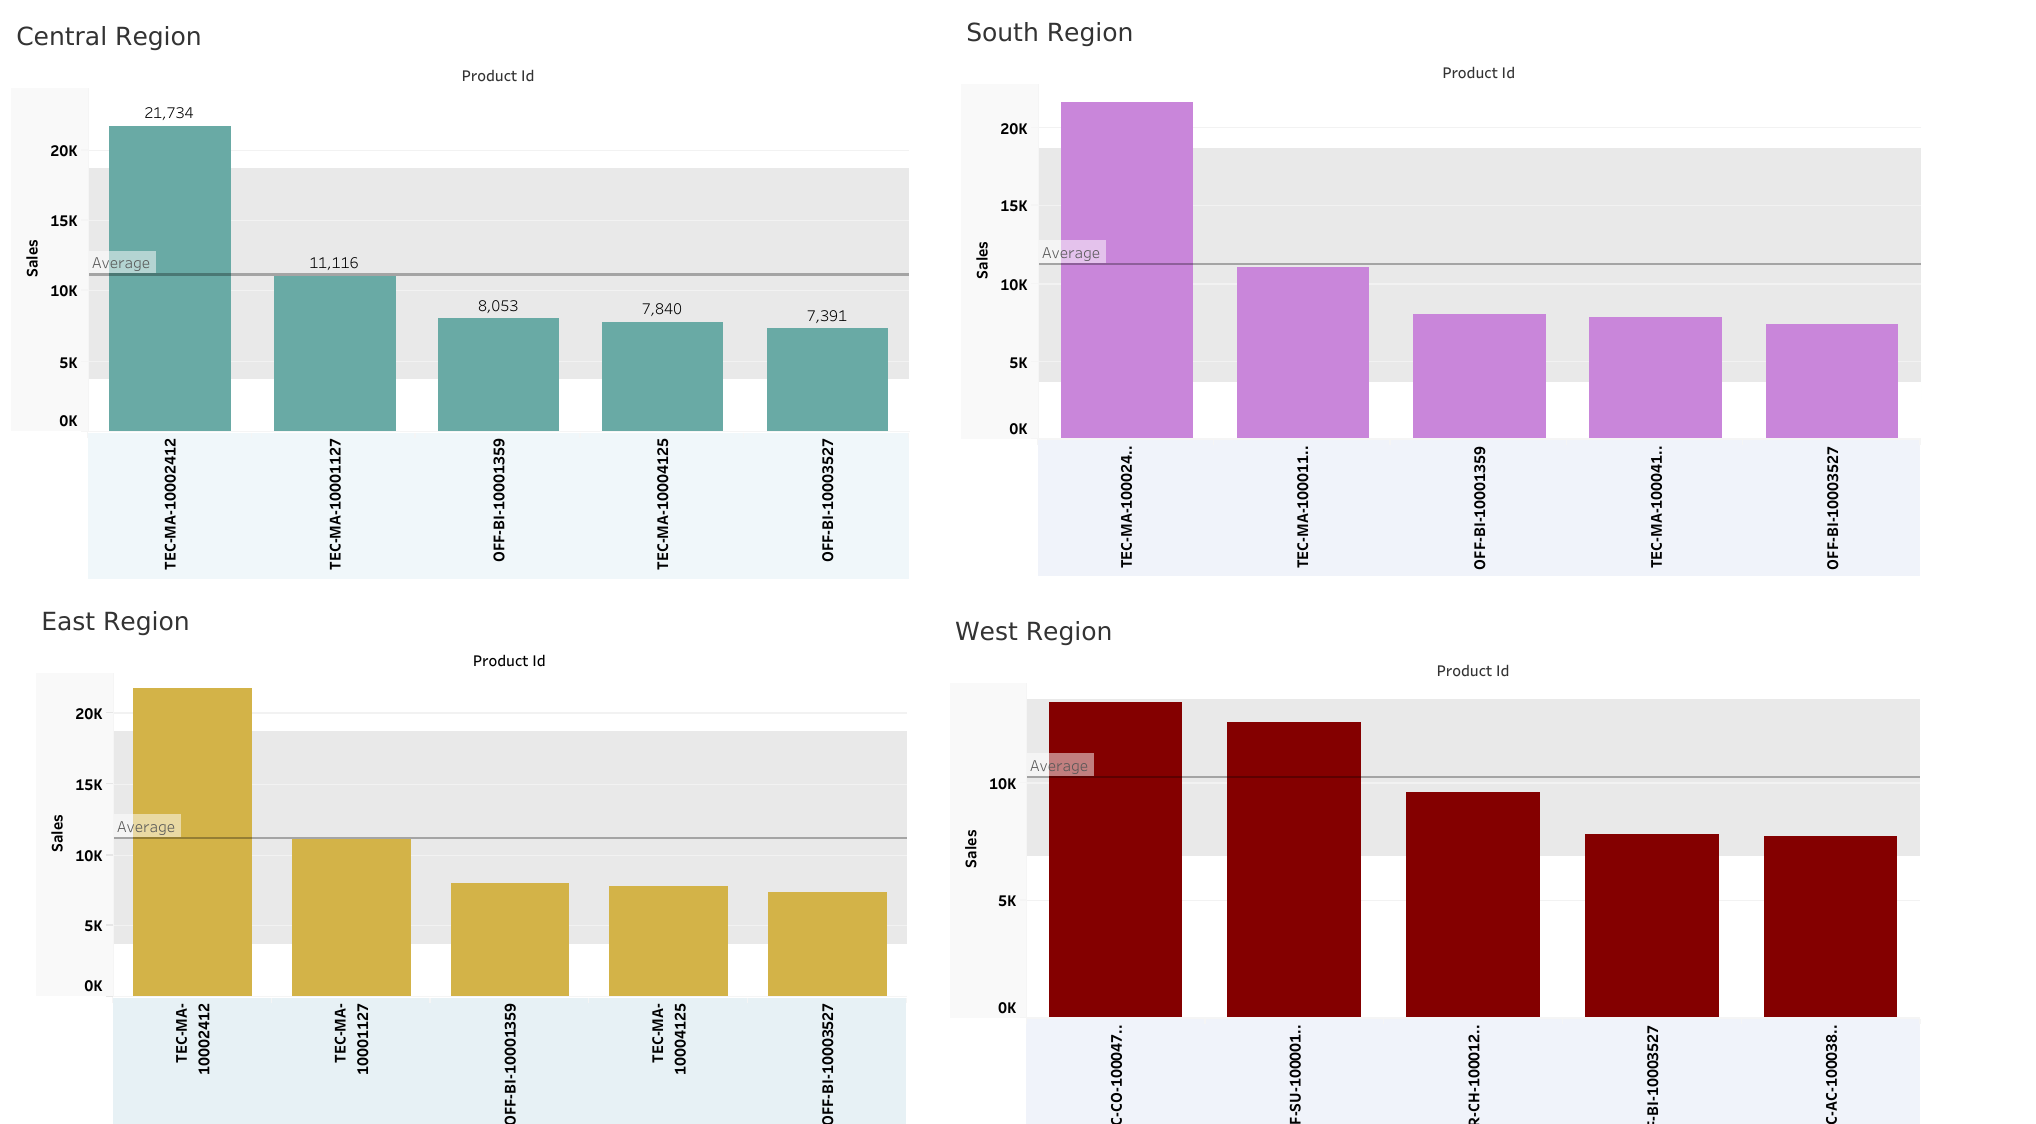 Central Region
Product Id
Sales
20K
15K
10K
5K
0K
Average
21,734
11,116
8,053
7,840
7,391
TEC-MA-10002412
TEC-MA-10001127
OFF-BI-10001359
TEC-MA-10004125
OFF-BI-10003527
South Region
Product Id
Sales
20K
15K
10K
5K
0K
Average
TEC-MA-100024..
TEC-MA-100011..
OFF-BI-10001359
TEC-MA-100041..
OFF-BI-10003527
East Region
Product Id
Sales
20K
15K
10K
5K
0K
Average
TEC-MA-
10002412
TEC-MA-
10001127
OFF-BI-10001359
TEC-MA-
10004125
OFF-BI-10003527
West Region
Product Id
Sales
10K
5K
0K
Average
C-CO-100047..
F-SU-100001..
R-CH-100012..
F-BI-10003527
C-AC-100038..